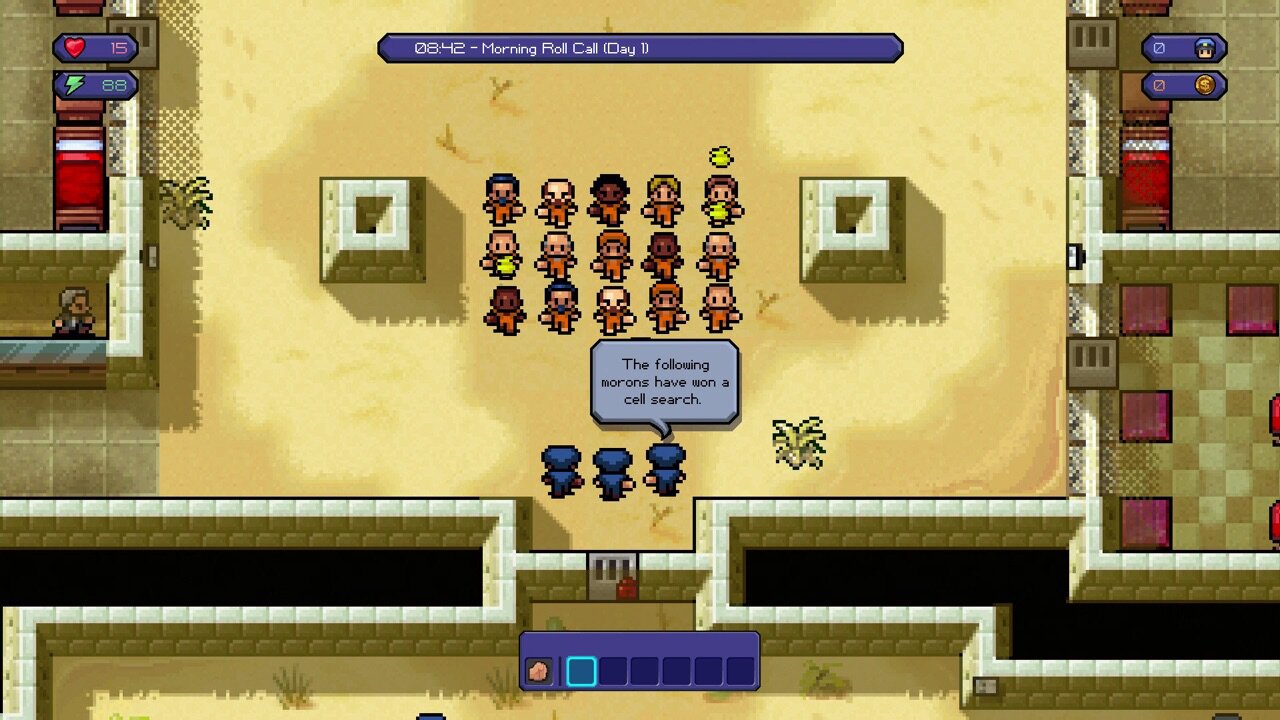 08:42 - Morning Roll Call (Day 1)
15
0
88
0
The following
morons have won a
cell search.